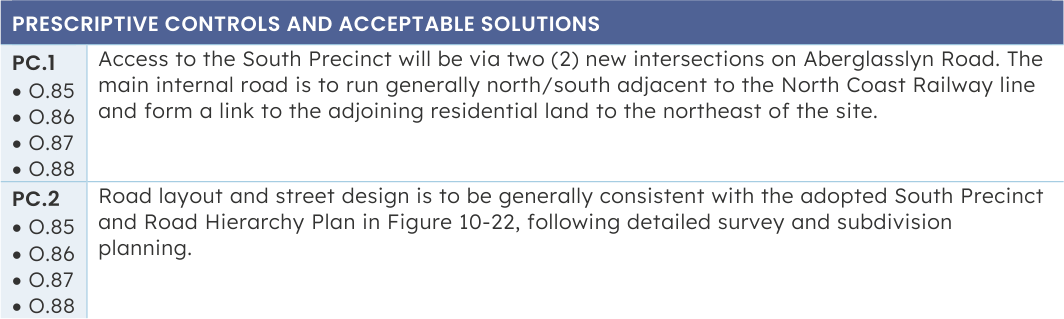 PRESCRIPTIVE CONTROLS AND ACCEPTABLE SOLUTIONS
PC.1
• O.85
• O.86
• O.87
• O.88
Access to the South Precinct will be via two (2) new intersections on Aberglasslyn Road. The
main internal road is to run generally north/south adjacent to the North Coast Railway line
and form a link to the adjoining residential land to the northeast of the site.
PC.2
• O.85
• O.86
• O.87
• O.88
Road layout and street design is to be generally consistent with the adopted South Precinct
and Road Hierarchy Plan in Figure 10-22, following detailed survey and subdivision
planning.